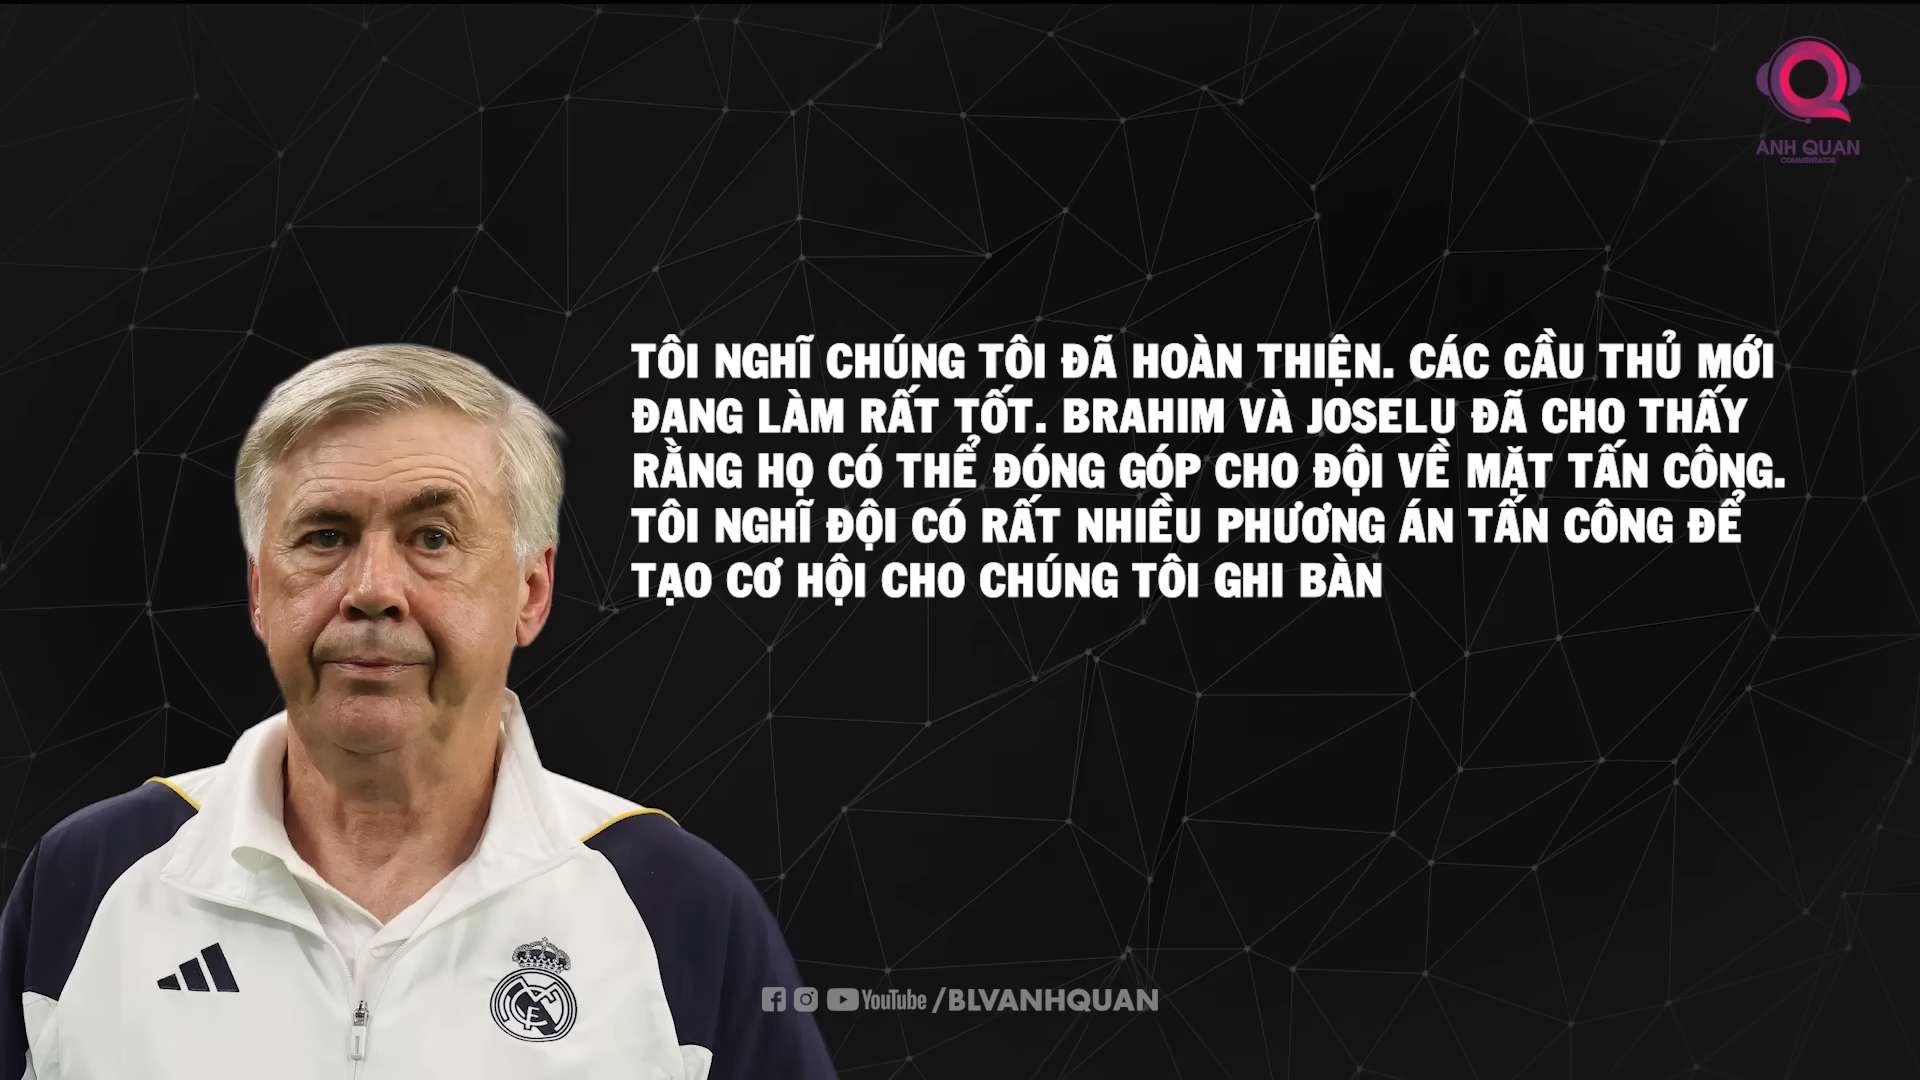 ANH QUAN
COMMENTATOR
TÔI NGHĨ CHÚNG TÔI ĐÃ HOÀN THIỆN. CÁC CẦU THỦ MỚI
ĐANG LÀM RẤT TỐT. BRAHIM VÀ JOSELU ĐÃ CHO THẤY
RẰNG HỌ CÓ THỂ ĐÓNG GÓP CHO ĐỘI VỀ MẶT TẤN CÔNG.
TÔI NGHĨ ĐỘI CÓ RẤT NHIỀU PHƯƠNG ÁN TẤN CÔNG ĐỂ
TẠO CƠ HỘI CHO CHÚNG TÔI GHI BÀN
YouTube /BLVANHQUAN